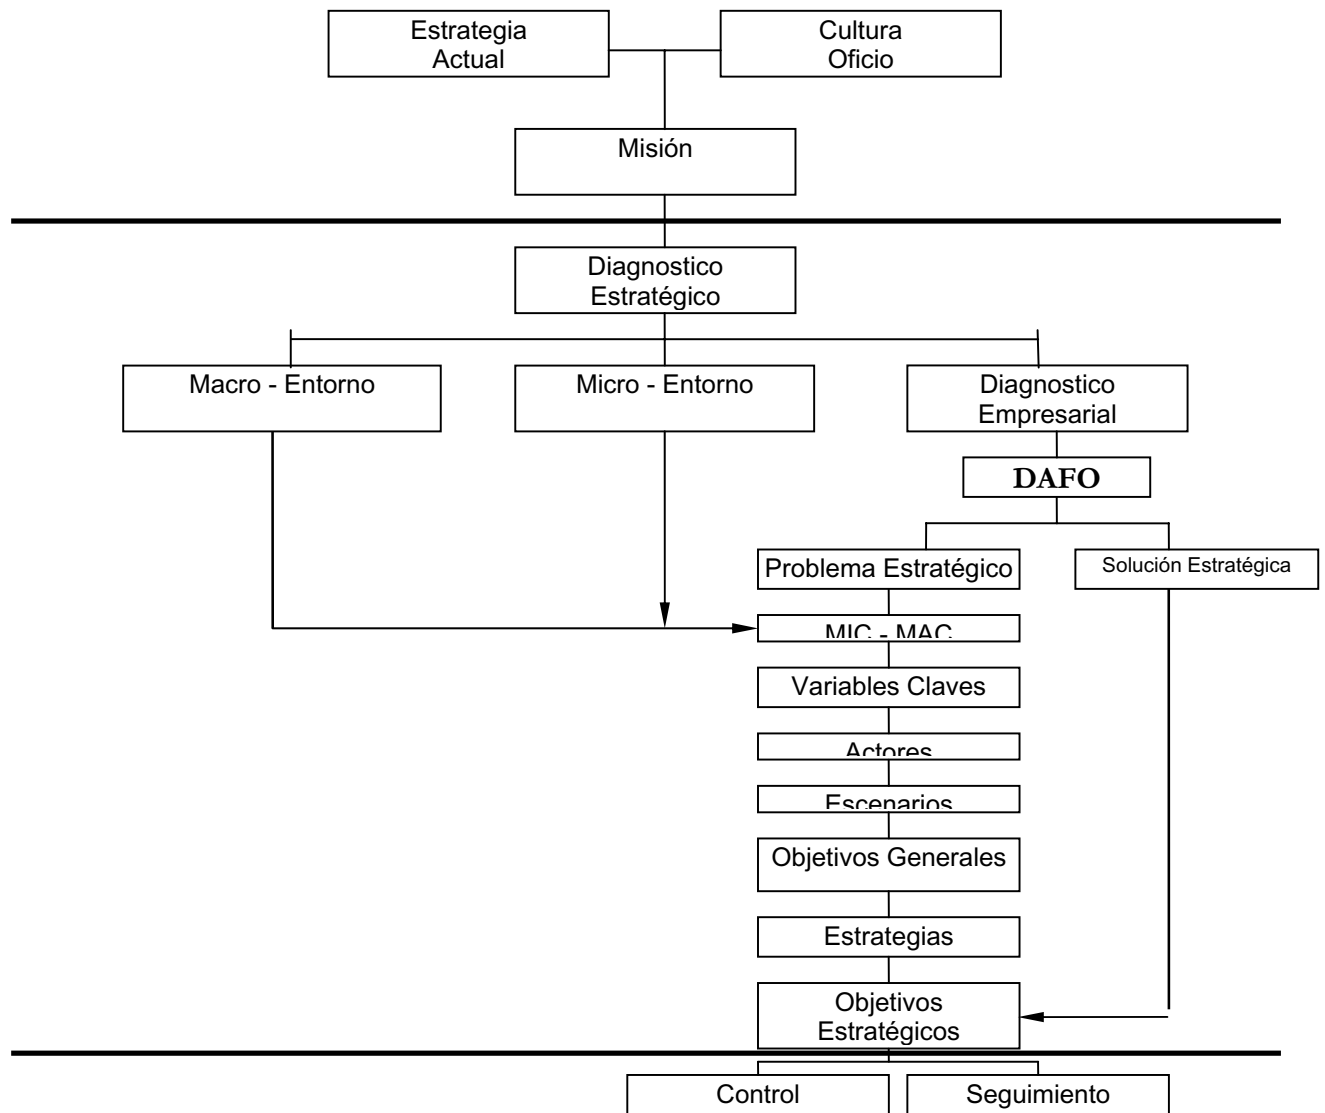 Estrategia
Actual
Cultura
Oficio
Misión
Diagnostico
Estratégico
Macro - Entorno
Micro - Entorno
Diagnostico
Empresarial
DAFO
Problema Estratégico
Solución Estratégica
MIC - MAC
Variables Claves
Actores
Escenarios
Objetivos Generales
Estrategias
Objetivos
Estratégicos
Control
Seguimiento